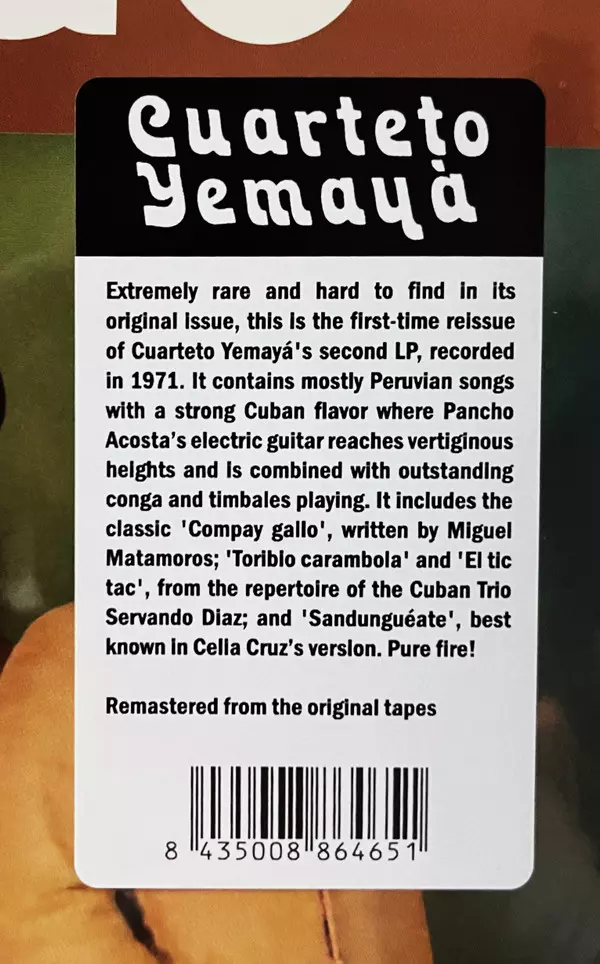 Cuarteto
Yemayà
Extremely rare and hard to find in its
original issue, this is the first-time reissue
of Cuarteto Yemayá's second LP, recorded
in 1971. It contains mostly Peruvian songs
with a strong Cuban flavor where Pancho
Acosta’s electric guitar reaches vertiginous
heights and is combined with outstanding
conga and timbales playing. It includes the
classic 'Compay gallo', written by Miguel
Matamoros; 'Toribio carambola' and 'El tic
tac', from the repertoire of the Cuban Trio
Servando Diaz; and 'Sandunguéate', best
known in Celia Cruz’s version. Pure fire!
Remastered from the original tapes
8 435008 864651